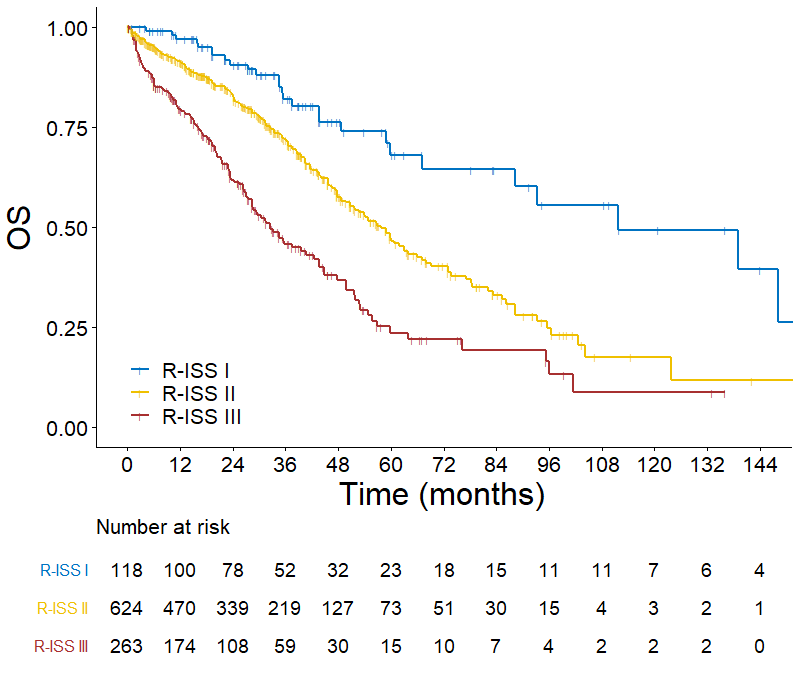 1.00
0.75
0.50
0.25
0.00
OS
R-ISS I
R-ISS II
R-ISS III
0 12 24 36 48 60 72 84 96 108 120 132 144
Time (months)
Number at risk
R-ISS I 118 100 78 52 32 23 18 15 11 11 7 6 4
R-ISS II 624 470 339 219 127 73 51 30 15 4 3 2 1
R-ISS III 263 174 108 59 30 15 10 7 4 2 2 2 0